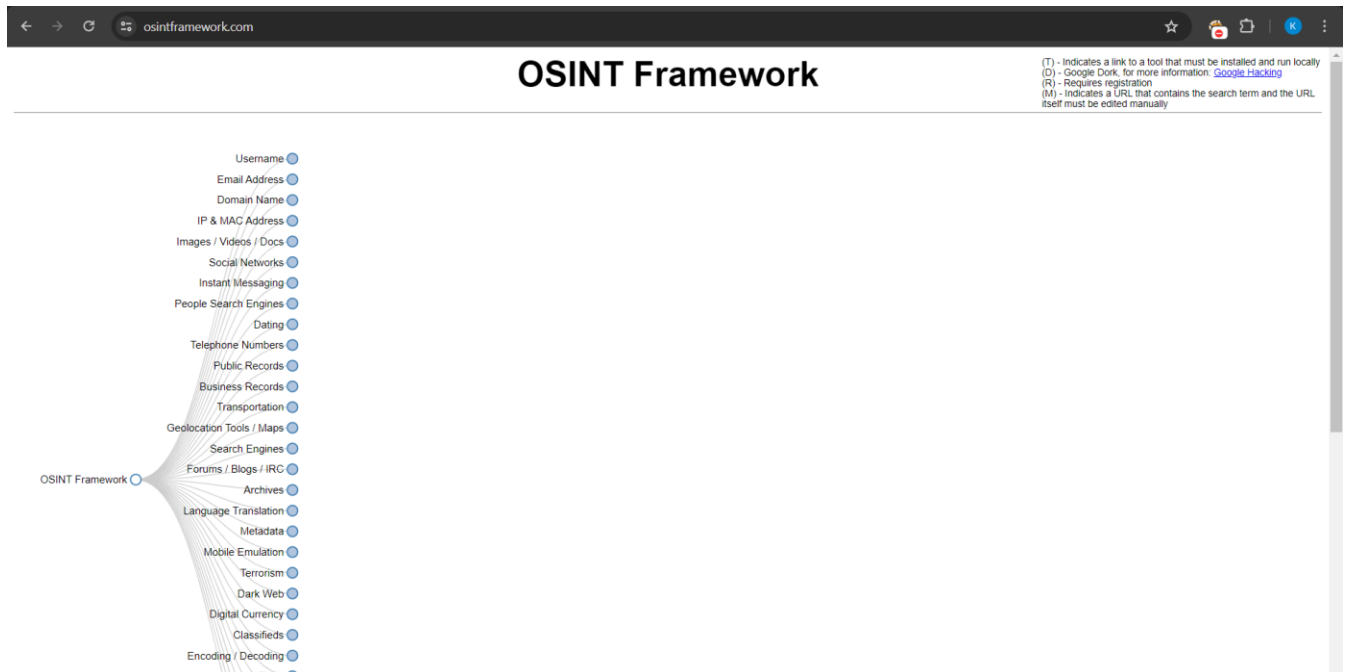 osintframework.com
K
OSINT Framework
(T) - Indicates a link to a tool that must be installed and run locally
(D) - Google Dork, for more information: Google Hacking
(R) - Requires registration
(M) - Indicates a URL that contains the search term and the URL
itself must be edited manually
Username
Email Address
Domain Name
IP & MAC Address
Images / Videos / Docs
Social Networks
Instant Messaging
People Search Engines
Dating
Telephone Numbers
Public Records
Business Records
Transportation
Geolocation Tools / Maps
Search Engines
Forums / Blogs / IRC
OSINT Framework
Archives
Language Translation
Metadata
Mobile Emulation
Terrorism
Dark Web
Digital Currency
Classifieds
Encoding / Decoding